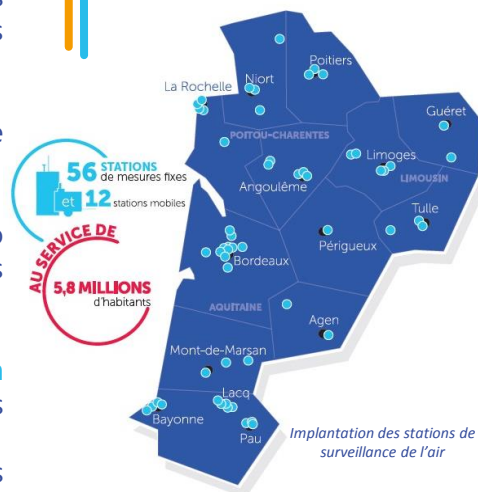 Poitiers
La Rochelle
Niort
Guéret
POITOU-CHARENTES
56 STATIONS
de mesures fixes
et 12 stations mobiles
Limoges
LIMOUSIN
Angoulême
Tulle
AU SERVICE DE
5,8 MILLIONS
d'habitants
Périgueux
Bordeaux
AQUITAINE
Agen
Mont-de-Marsan
Lacq
Bayonne
Pau
Implantation des stations de
surveillance de l'air